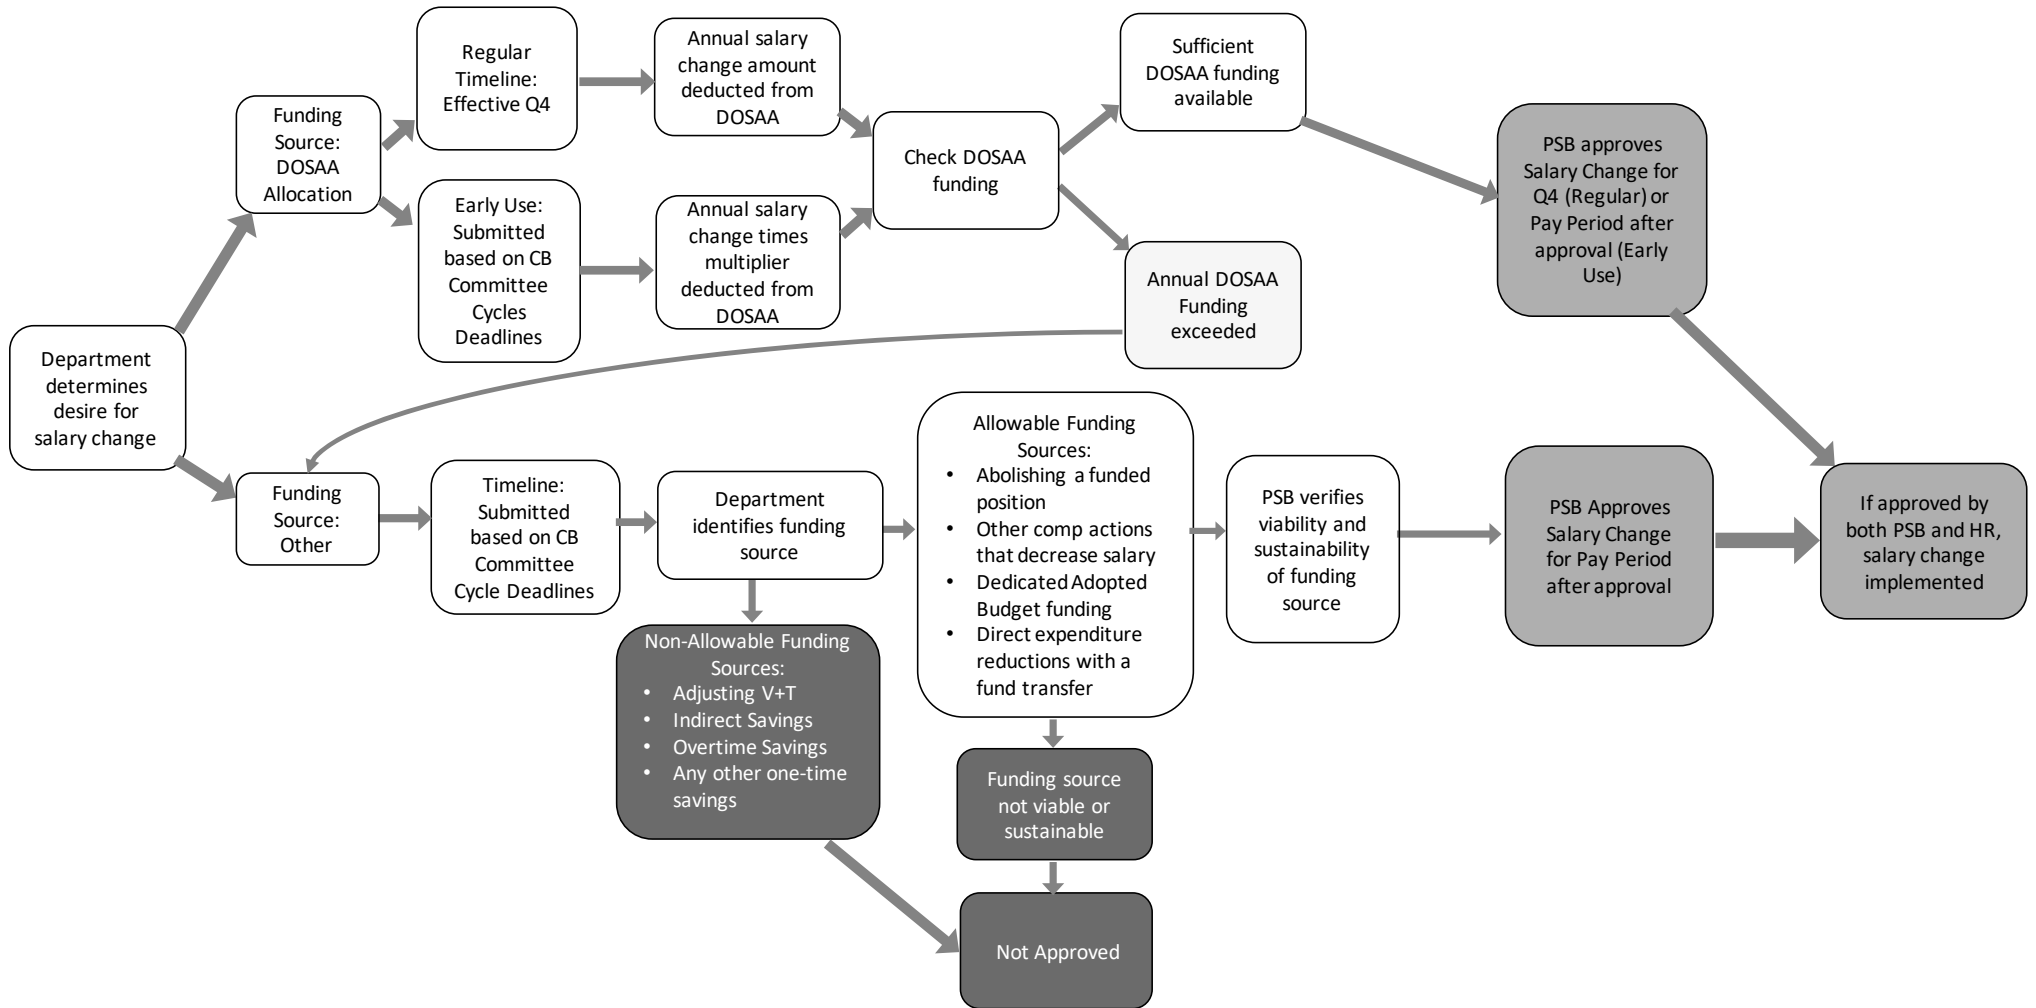 Department
determines
desire for
salary change
Funding
Source:
DOSAA
Allocation
Regular
Timeline:
Effective Q4
Annual salary
change amount
deducted from
DOSAA
Early Use:
Submitted
based on CB
Committee
Cycles
Deadlines
Annual salary
change times
multiplier
deducted from
DOSAA
Check DOSAA
funding
Sufficient
DOSAA funding
available
Annual DOSAA
Funding
exceeded
PSB approves
Salary Change for
Q4 (Regular) or
Pay Period after
approval (Early
Use)
Funding
Source:
Other
Timeline:
Submitted
based on CB
Committee
Cycle Deadlines
Department
identifies funding
source
Non-Allowable Funding
Sources:
• Adjusting V+T
• Indirect Savings
• Overtime Savings
• Any other one-time
savings
Allowable Funding
Sources:
• Abolishing a funded
position
• Other comp actions
that decrease salary
• Dedicated Adopted
Budget funding
• Direct expenditure
reductions with a
fund transfer
Funding source
not viable or
sustainable
Not Approved
PSB verifies
viability and
sustainability
of funding
source
PSB Approves
Salary Change
for Pay Period
after approval
If approved by
both PSB and HR,
salary change
implemented